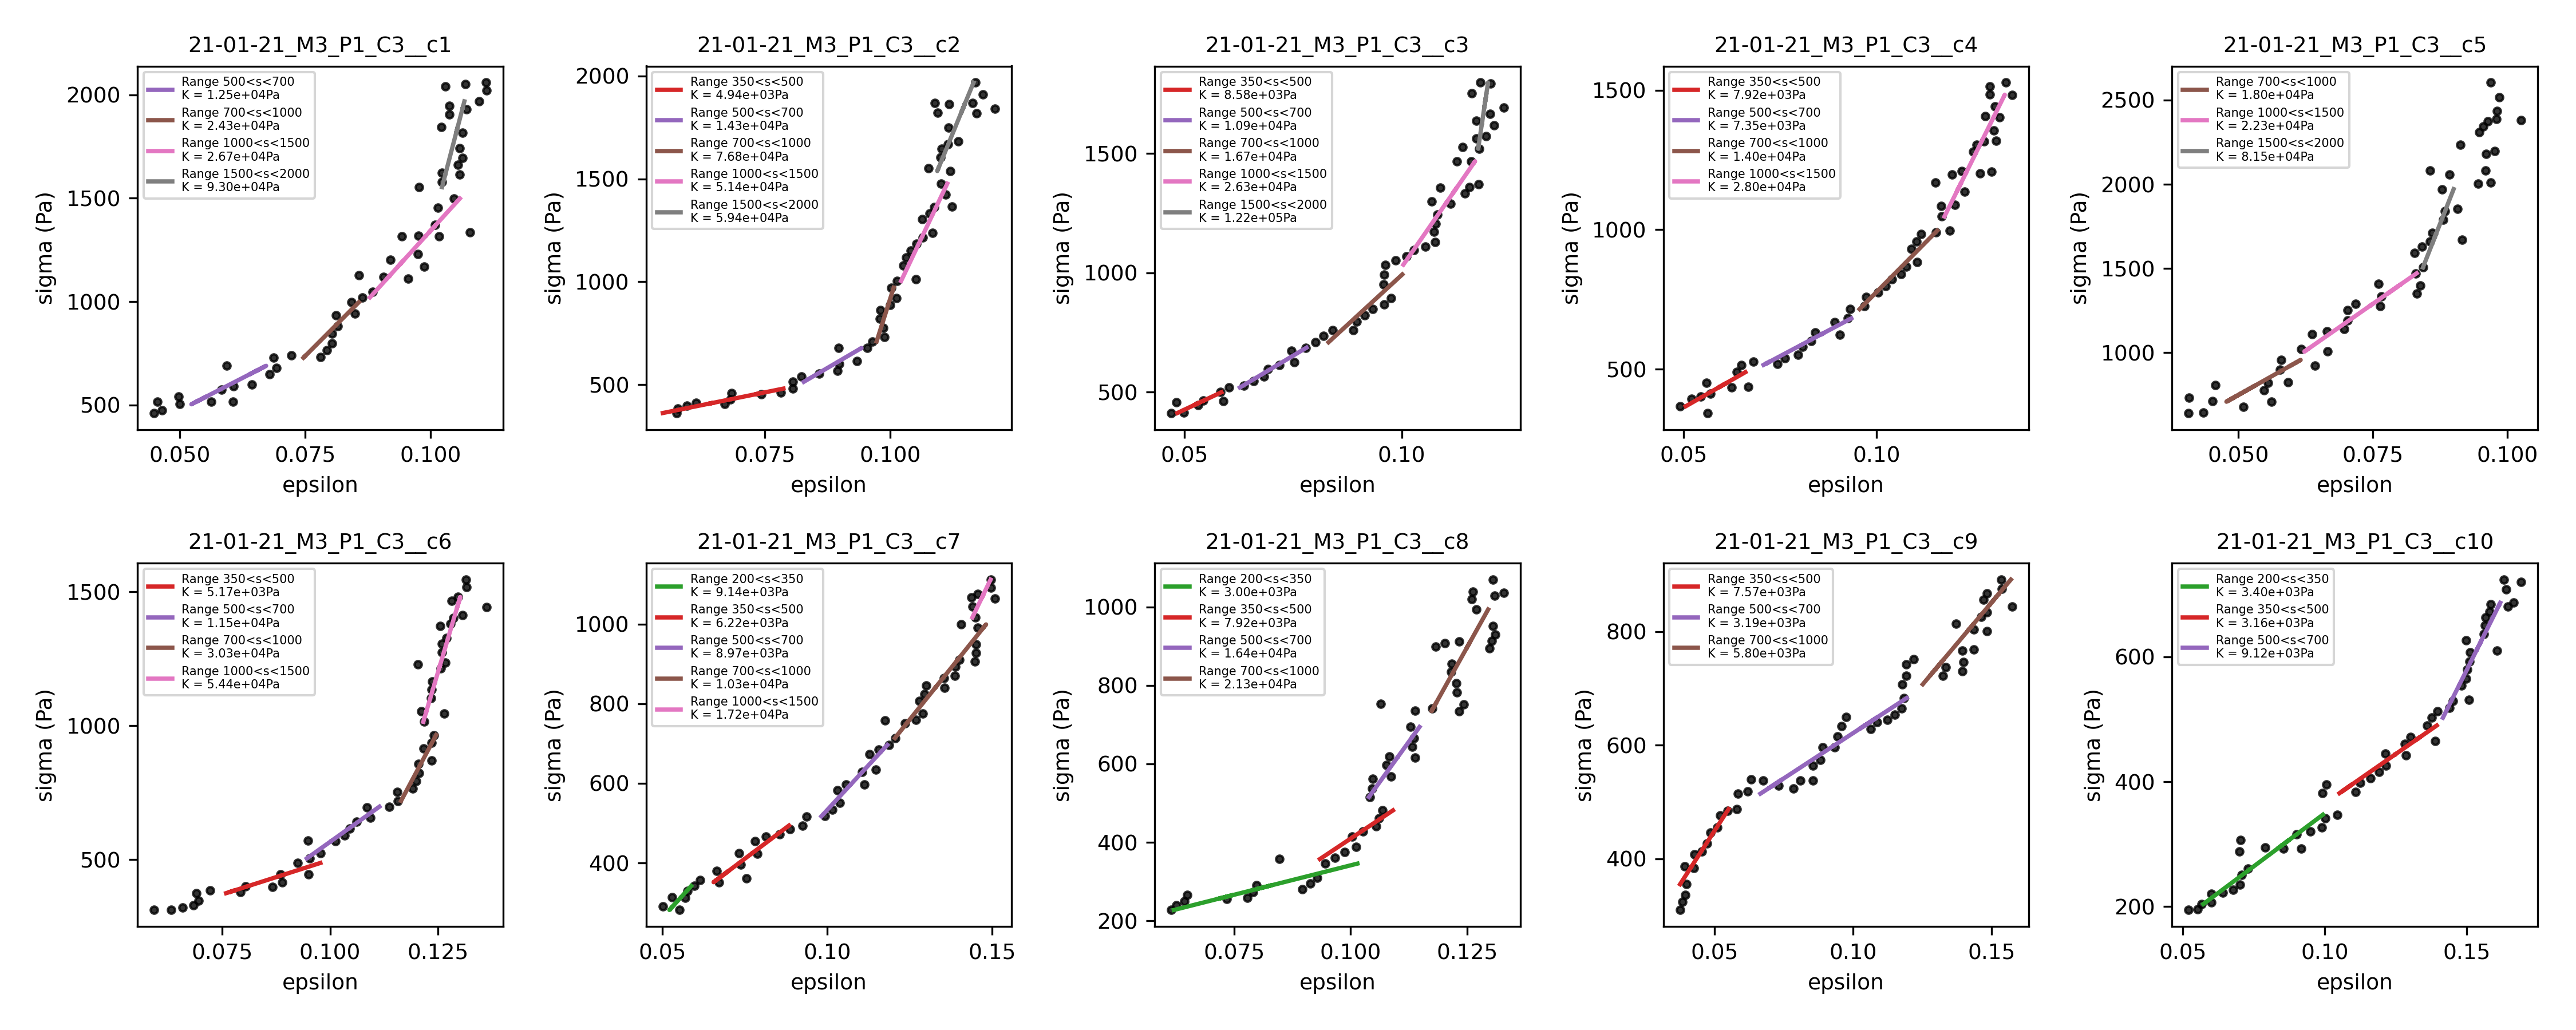 21-01-21_M3_P1_C3__c1
Range 500<s<700
K = 1.25e+04Pa
Range 700<s<1000
K = 2.43e+04Pa
Range 1000<s<1500
K = 2.67e+04Pa
Range 1500<s<2000
K = 9.30e+04Pa
2000
1500
1000
500
sigma (Pa)
0.050 0.075 0.100
epsilon
21-01-21_M3_P1_C3__c2
Range 350<s<500
K = 4.94e+03Pa
Range 500<s<700
K = 1.43e+04Pa
Range 700<s<1000
K = 7.68e+04Pa
Range 1000<s<1500
K = 5.14e+04Pa
Range 1500<s<2000
K = 5.94e+04Pa
2000
1500
1000
500
sigma (Pa)
0.075 0.100
epsilon
21-01-21_M3_P1_C3__c3
Range 350<s<500
K = 8.58e+03Pa
Range 500<s<700
K = 1.09e+04Pa
Range 700<s<1000
K = 1.67e+04Pa
Range 1000<s<1500
K = 2.63e+04Pa
Range 1500<s<2000
K = 1.22e+05Pa
1500
1000
500
sigma (Pa)
0.05 0.10
epsilon
21-01-21_M3_P1_C3__c4
Range 350<s<500
K = 7.92e+03Pa
Range 500<s<700
K = 7.35e+03Pa
Range 700<s<1000
K = 1.40e+04Pa
Range 1000<s<1500
K = 2.80e+04Pa
1500
1000
500
sigma (Pa)
0.05 0.10
epsilon
21-01-21_M3_P1_C3__c5
Range 700<s<1000
K = 1.80e+04Pa
Range 1000<s<1500
K = 2.23e+04Pa
Range 1500<s<2000
K = 8.15e+04Pa
2500
2000
1500
1000
sigma (Pa)
0.050 0.075 0.100
epsilon
21-01-21_M3_P1_C3__c6
Range 350<s<500
K = 5.17e+03Pa
Range 500<s<700
K = 1.15e+04Pa
Range 700<s<1000
K = 3.03e+04Pa
Range 1000<s<1500
K = 5.44e+04Pa
1500
1000
500
sigma (Pa)
0.075 0.100 0.125
epsilon
21-01-21_M3_P1_C3__c7
Range 200<s<350
K = 9.14e+03Pa
Range 350<s<500
K = 6.22e+03Pa
Range 500<s<700
K = 8.97e+03Pa
Range 700<s<1000
K = 1.03e+04Pa
Range 1000<s<1500
K = 1.72e+04Pa
1000
800
600
400
sigma (Pa)
0.05 0.10 0.15
epsilon
21-01-21_M3_P1_C3__c8
Range 200<s<350
K = 3.00e+03Pa
Range 350<s<500
K = 7.92e+03Pa
Range 500<s<700
K = 1.64e+04Pa
Range 700<s<1000
K = 2.13e+04Pa
1000
800
600
400
200
sigma (Pa)
0.075 0.100 0.125
epsilon
21-01-21_M3_P1_C3__c9
Range 350<s<500
K = 7.57e+03Pa
Range 500<s<700
K = 3.19e+03Pa
Range 700<s<1000
K = 5.80e+03Pa
800
600
400
sigma (Pa)
0.05 0.10 0.15
epsilon
21-01-21_M3_P1_C3__c10
Range 200<s<350
K = 3.40e+03Pa
Range 350<s<500
K = 3.16e+03Pa
Range 500<s<700
K = 9.12e+03Pa
600
400
200
sigma (Pa)
0.05 0.10 0.15
epsilon